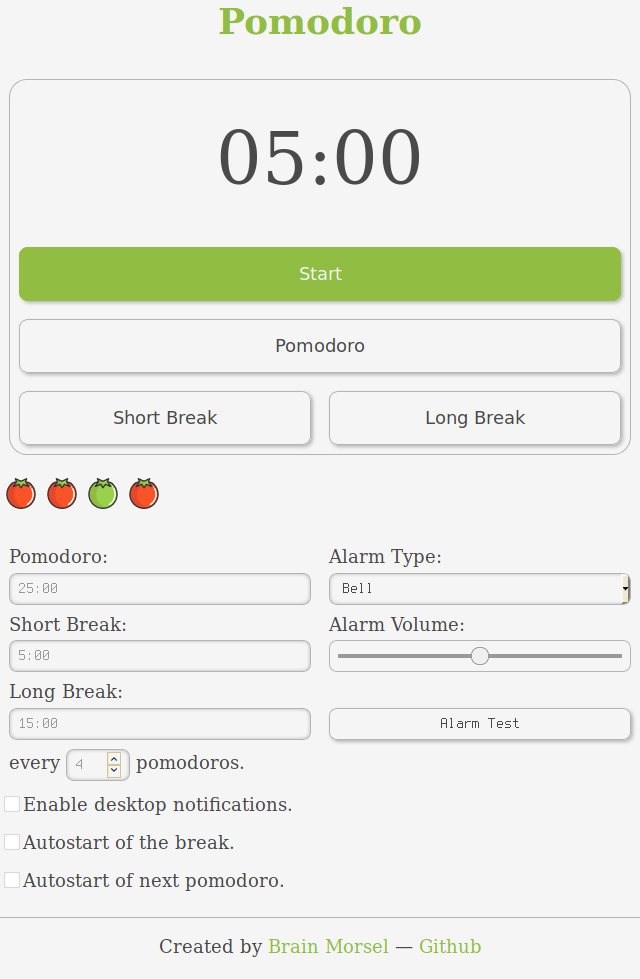 Pomodoro
05:00
Start
Pomodoro
Short Break
Long Break
Pomodoro:
25:00
Short Break:
5:00
Long Break:
15:00
every 4 pomodoros.
Alarm Type:
Bell
Alarm Volume:
Alarm Test
Enable desktop notifications.
Autostart of the break.
Autostart of next pomodoro.
Created by Brain Morsel — Github